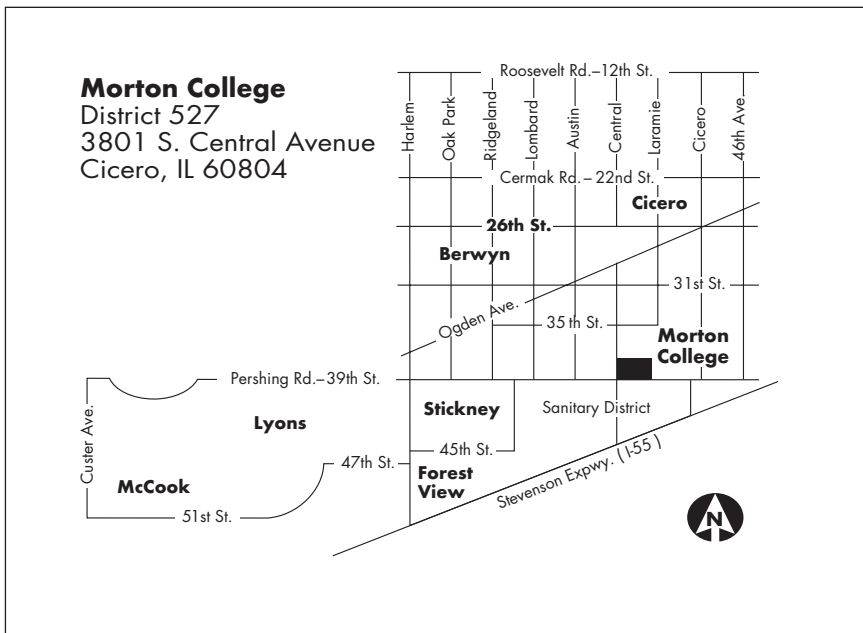 Morton College
District 527
3801 S. Central Avenue
Cicero, IL 60804
Roosevelt Rd.–12th St.
Harlem
Oak Park
Ridgeland
Lombard
Austin
Central
Laramie
Cicero
46th Ave.
Cermak Rd.–22nd St.
Cicero
26th St.
Berwyn
31st St.
Ogden Ave.
35th St.
Morton
College
Pershing Rd.–39th St.
Stickney
Sanitary District
Custer Ave.
Lyons
45th St.
47th St.
Forest
View
Stevenson Expwy. ( I-55 )
McCook
51st St.
N